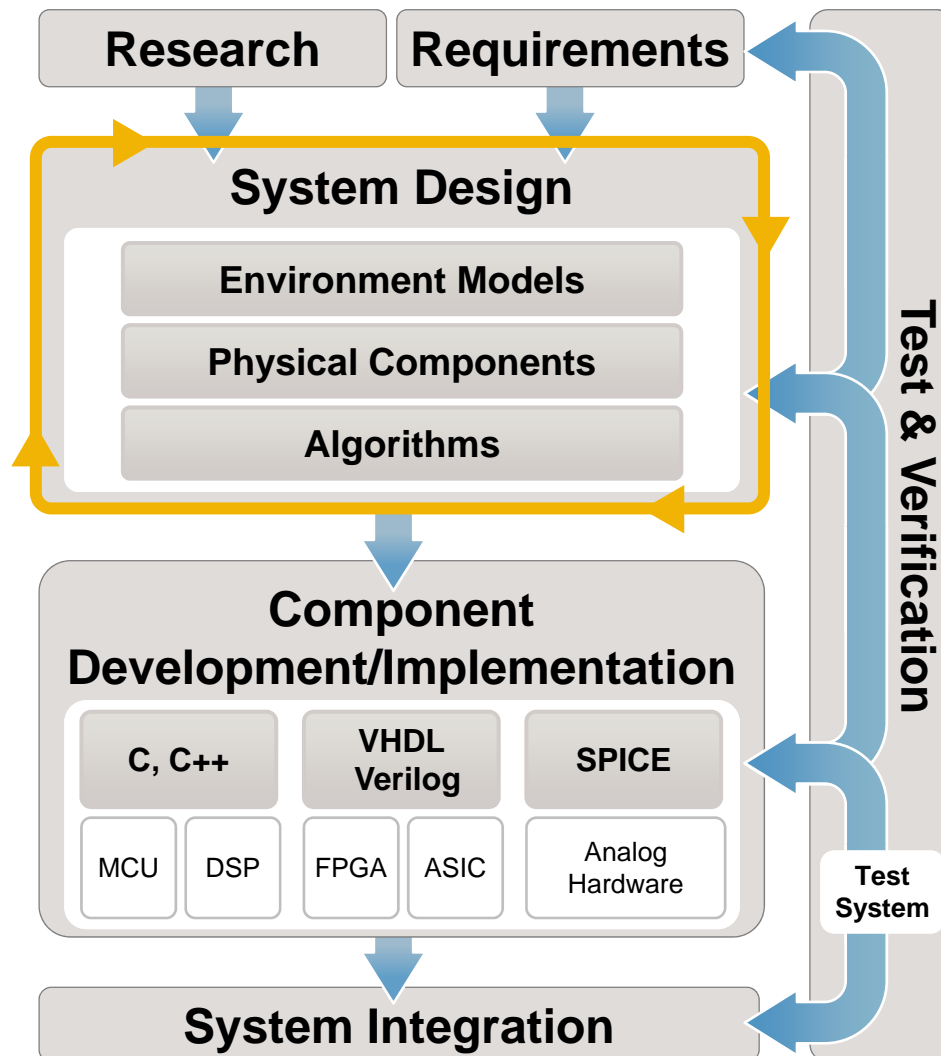 Research
Requirements
System Design
Environment Models
Physical Components
Algorithms
Component
Development/Implementation
C, C++
VHDL
Verilog
SPICE
MCU
DSP
FPGA
ASIC
Analog
Hardware
System Integration
Test & Verification
Test
System